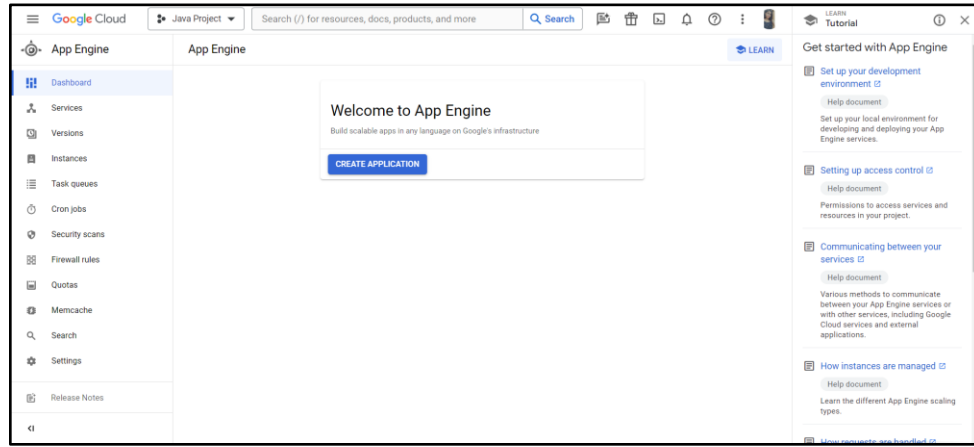 Google Cloud
Java Project
Search (/) for resources, docs, products, and more
Search
LEARN
Tutorial
App Engine
App Engine
LEARN
Dashboard
Services
Versions
Instances
Task queues
Cron jobs
Security scans
Firewall rules
Quotas
Memcache
Search
Settings
Release Notes
Welcome to App Engine
Build scalable apps in any language on Google's infrastructure
CREATE APPLICATION
Get started with App Engine
Set up your development
environment
Help document
Set up your local environment for
developing and deploying your App
Engine services.
Setting up access control
Help document
Permissions to access services and
resources in your project.
Communicating between your
services
Help document
Various methods to communicate
between your App Engine services or
with other services, including Google
Cloud services and external
applications.
How instances are managed
Help document
Learn the different App Engine scaling
types.
How requests are handled